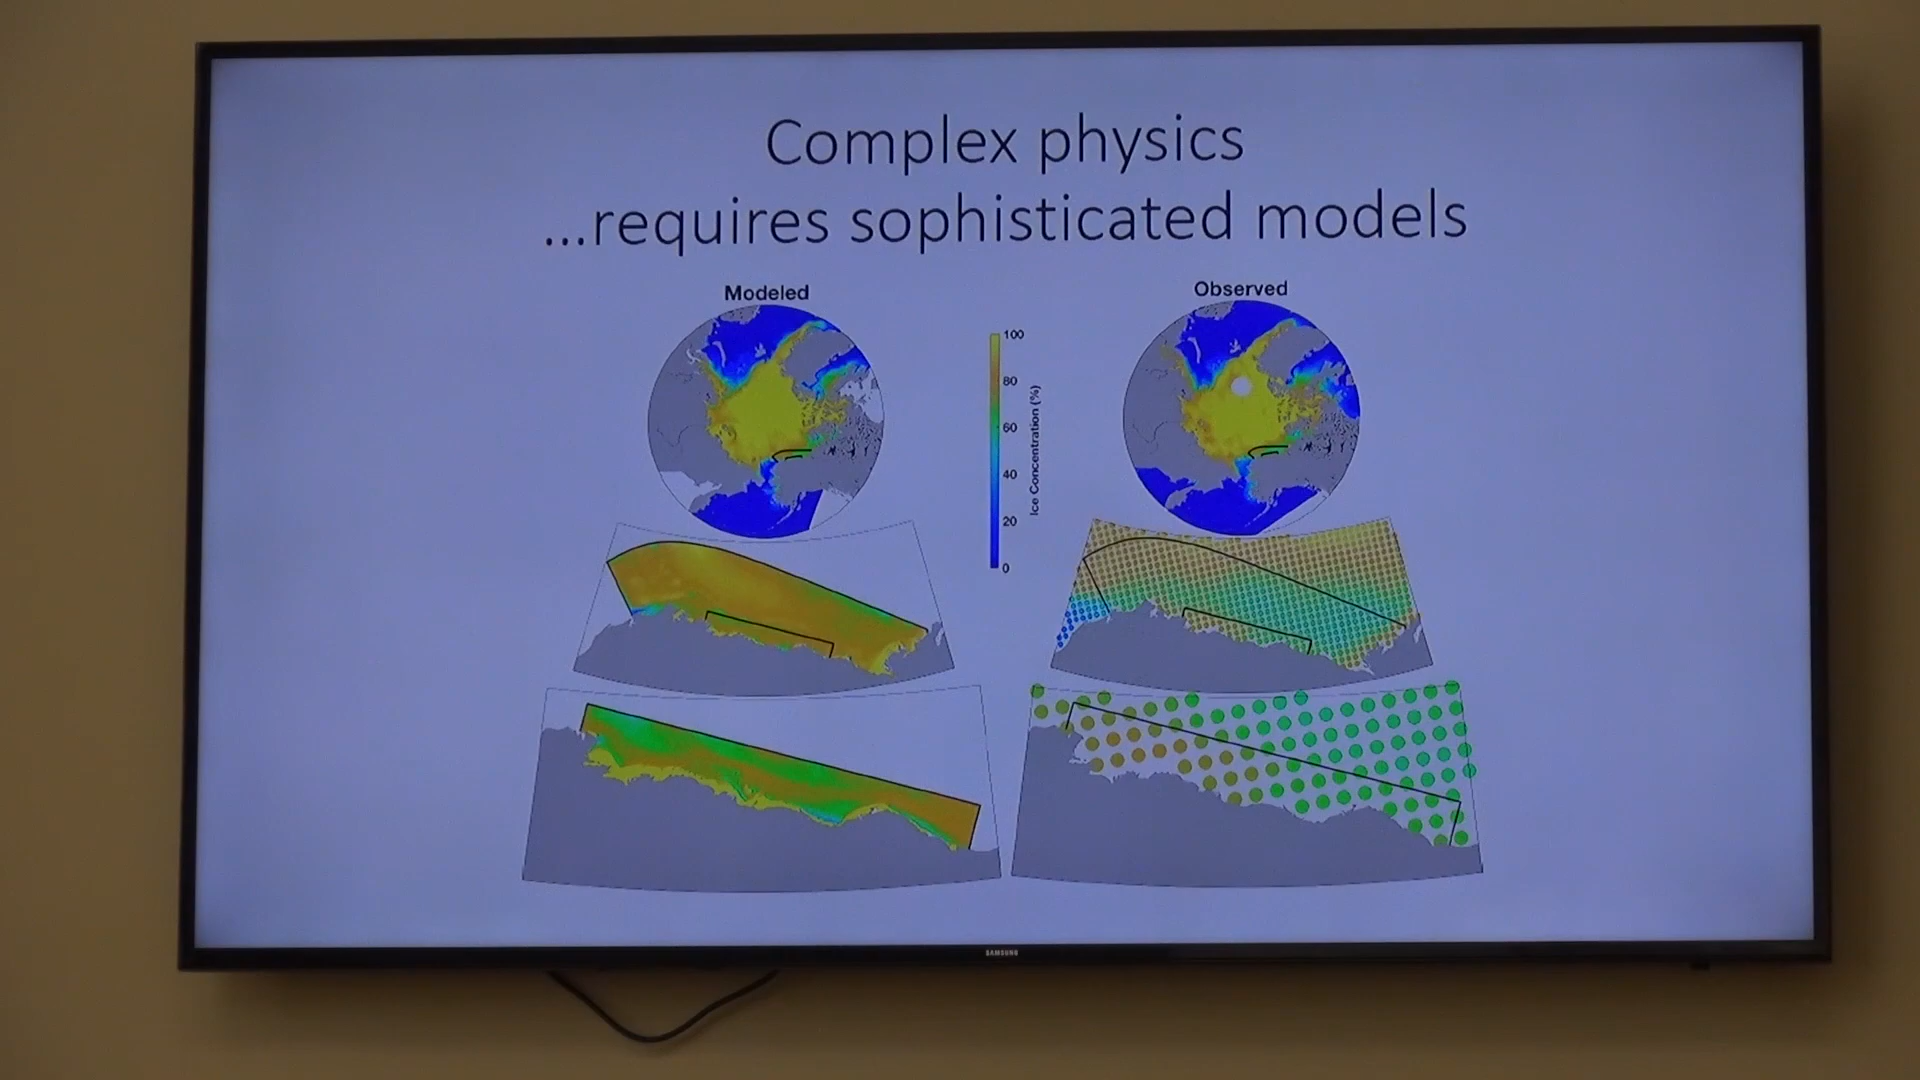 Complex physics
...requires sophisticated models
Modeled
Observed
100
80
60
40
20
0
Ice Concentration (%)
SAMSUNG